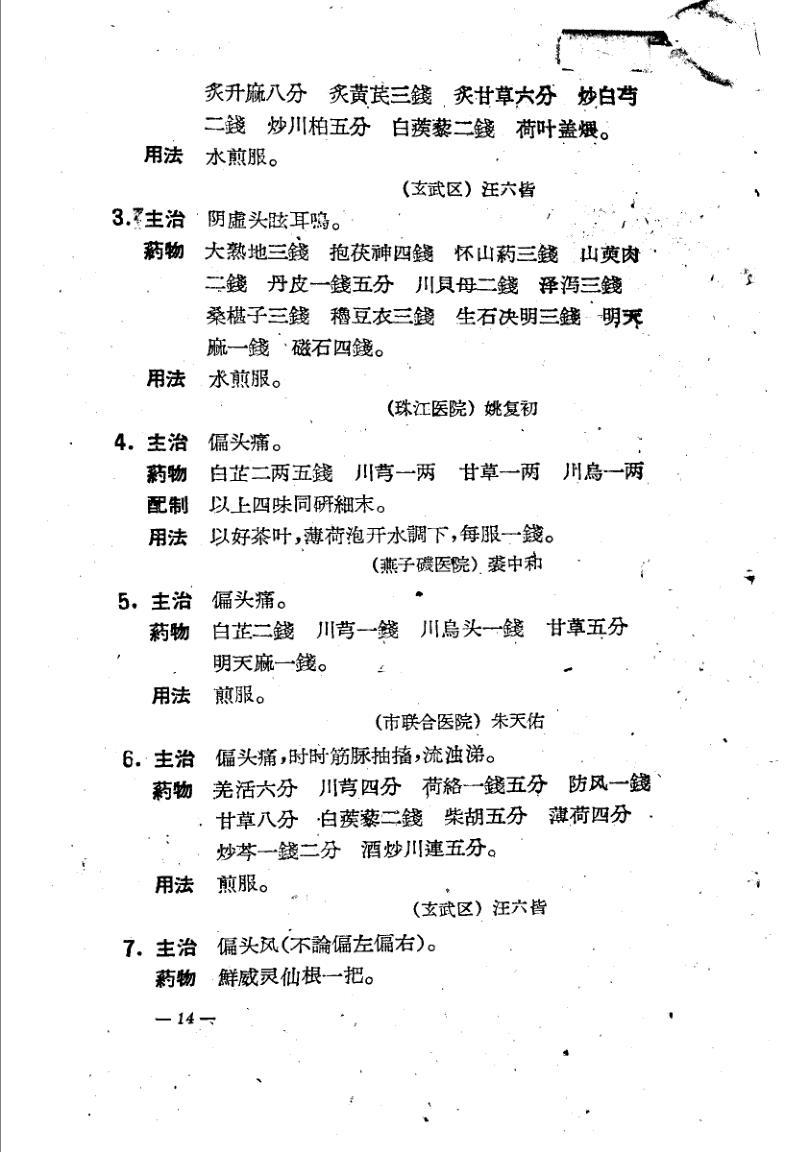 炙升麻八分　炙黃芪三錢　炙甘草六分　炒白芍
二錢　炒川柏五分　白蒺藜二錢　荷叶盖煨。
用法　水煎服。
(玄武区) 汪六皆
3. 主治　阴虛头眩耳鳴。
葯物　大熟地三錢　抱茯神四錢　怀山葯三錢　山萸肉
二錢　丹皮一錢五分　川貝母二錢　泽泻三錢
桑椹子三錢　穭豆衣三錢　生石决明三錢　明天
麻一錢　磁石四錢。
用法　水煎服。
(珠江医院) 姚复初
4. 主治　偏头痛。
葯物　白芷二两五錢　川芎一两　甘草一两　川烏一两
配制　以上四味同研細末。
用法　以好茶叶,薄荷泡开水調下,每服一錢。
(燕子磯医院) 裘中和
5. 主治　偏头痛。
葯物　白芷二錢　川芎一錢　川烏头一錢　甘草五分
明天麻一錢。
用法　煎服。
(市联合医院) 朱天佑
6. 主治　偏头痛,时时筋脉抽搐,流浊涕。
葯物　羌活六分　川芎四分　荷絡一錢五分　防风一錢
甘草八分　白蒺藜二錢　柴胡五分　薄荷四分
炒芩一錢二分　酒炒川連五分。
用法　煎服。
(玄武区) 汪六皆
7. 主治　偏头风(不論偏左偏右)。
葯物　鮮威灵仙根一把。
— 14 —